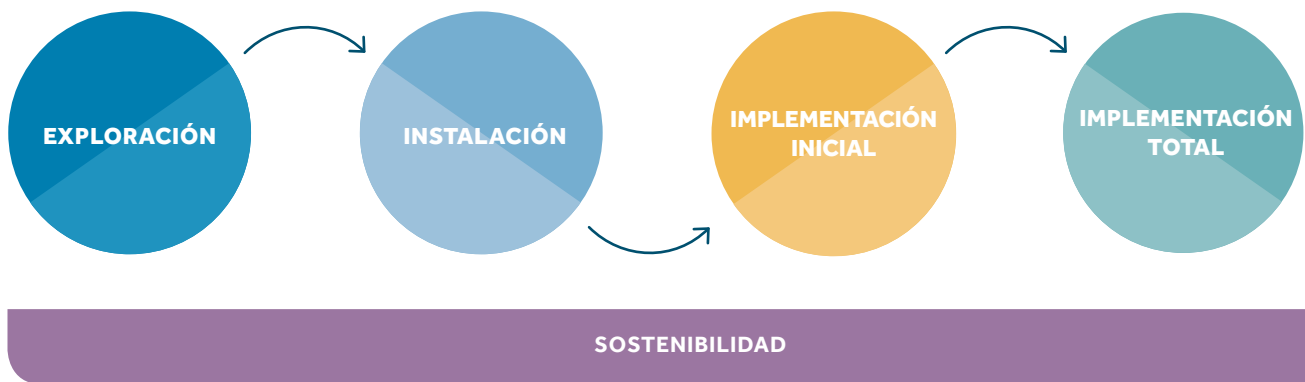 EXPLORACIÓN
INSTALACIÓN
IMPLEMENTACIÓN
INICIAL
IMPLEMENTACIÓN
TOTAL
SOSTENIBILIDAD